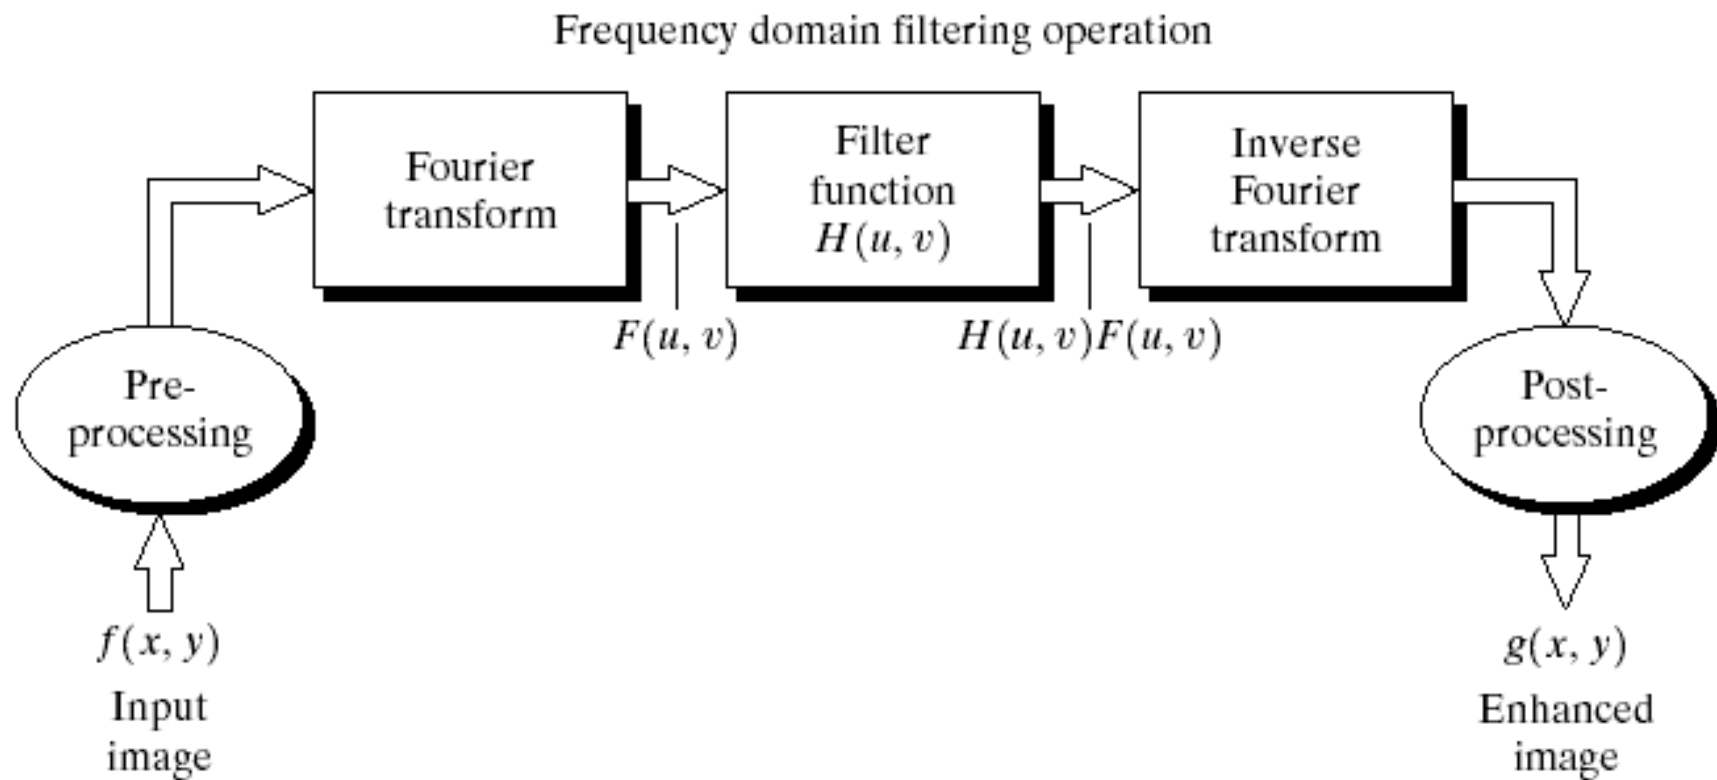 Frequency domain filtering operation
Fourier
transform
Filter
function
H(u, v)
Inverse
Fourier
transform
F(u, v)
H(u, v)F(u, v)
Pre-
processing
Post-
processing
f(x, y)
Input
image
g(x, y)
Enhanced
image